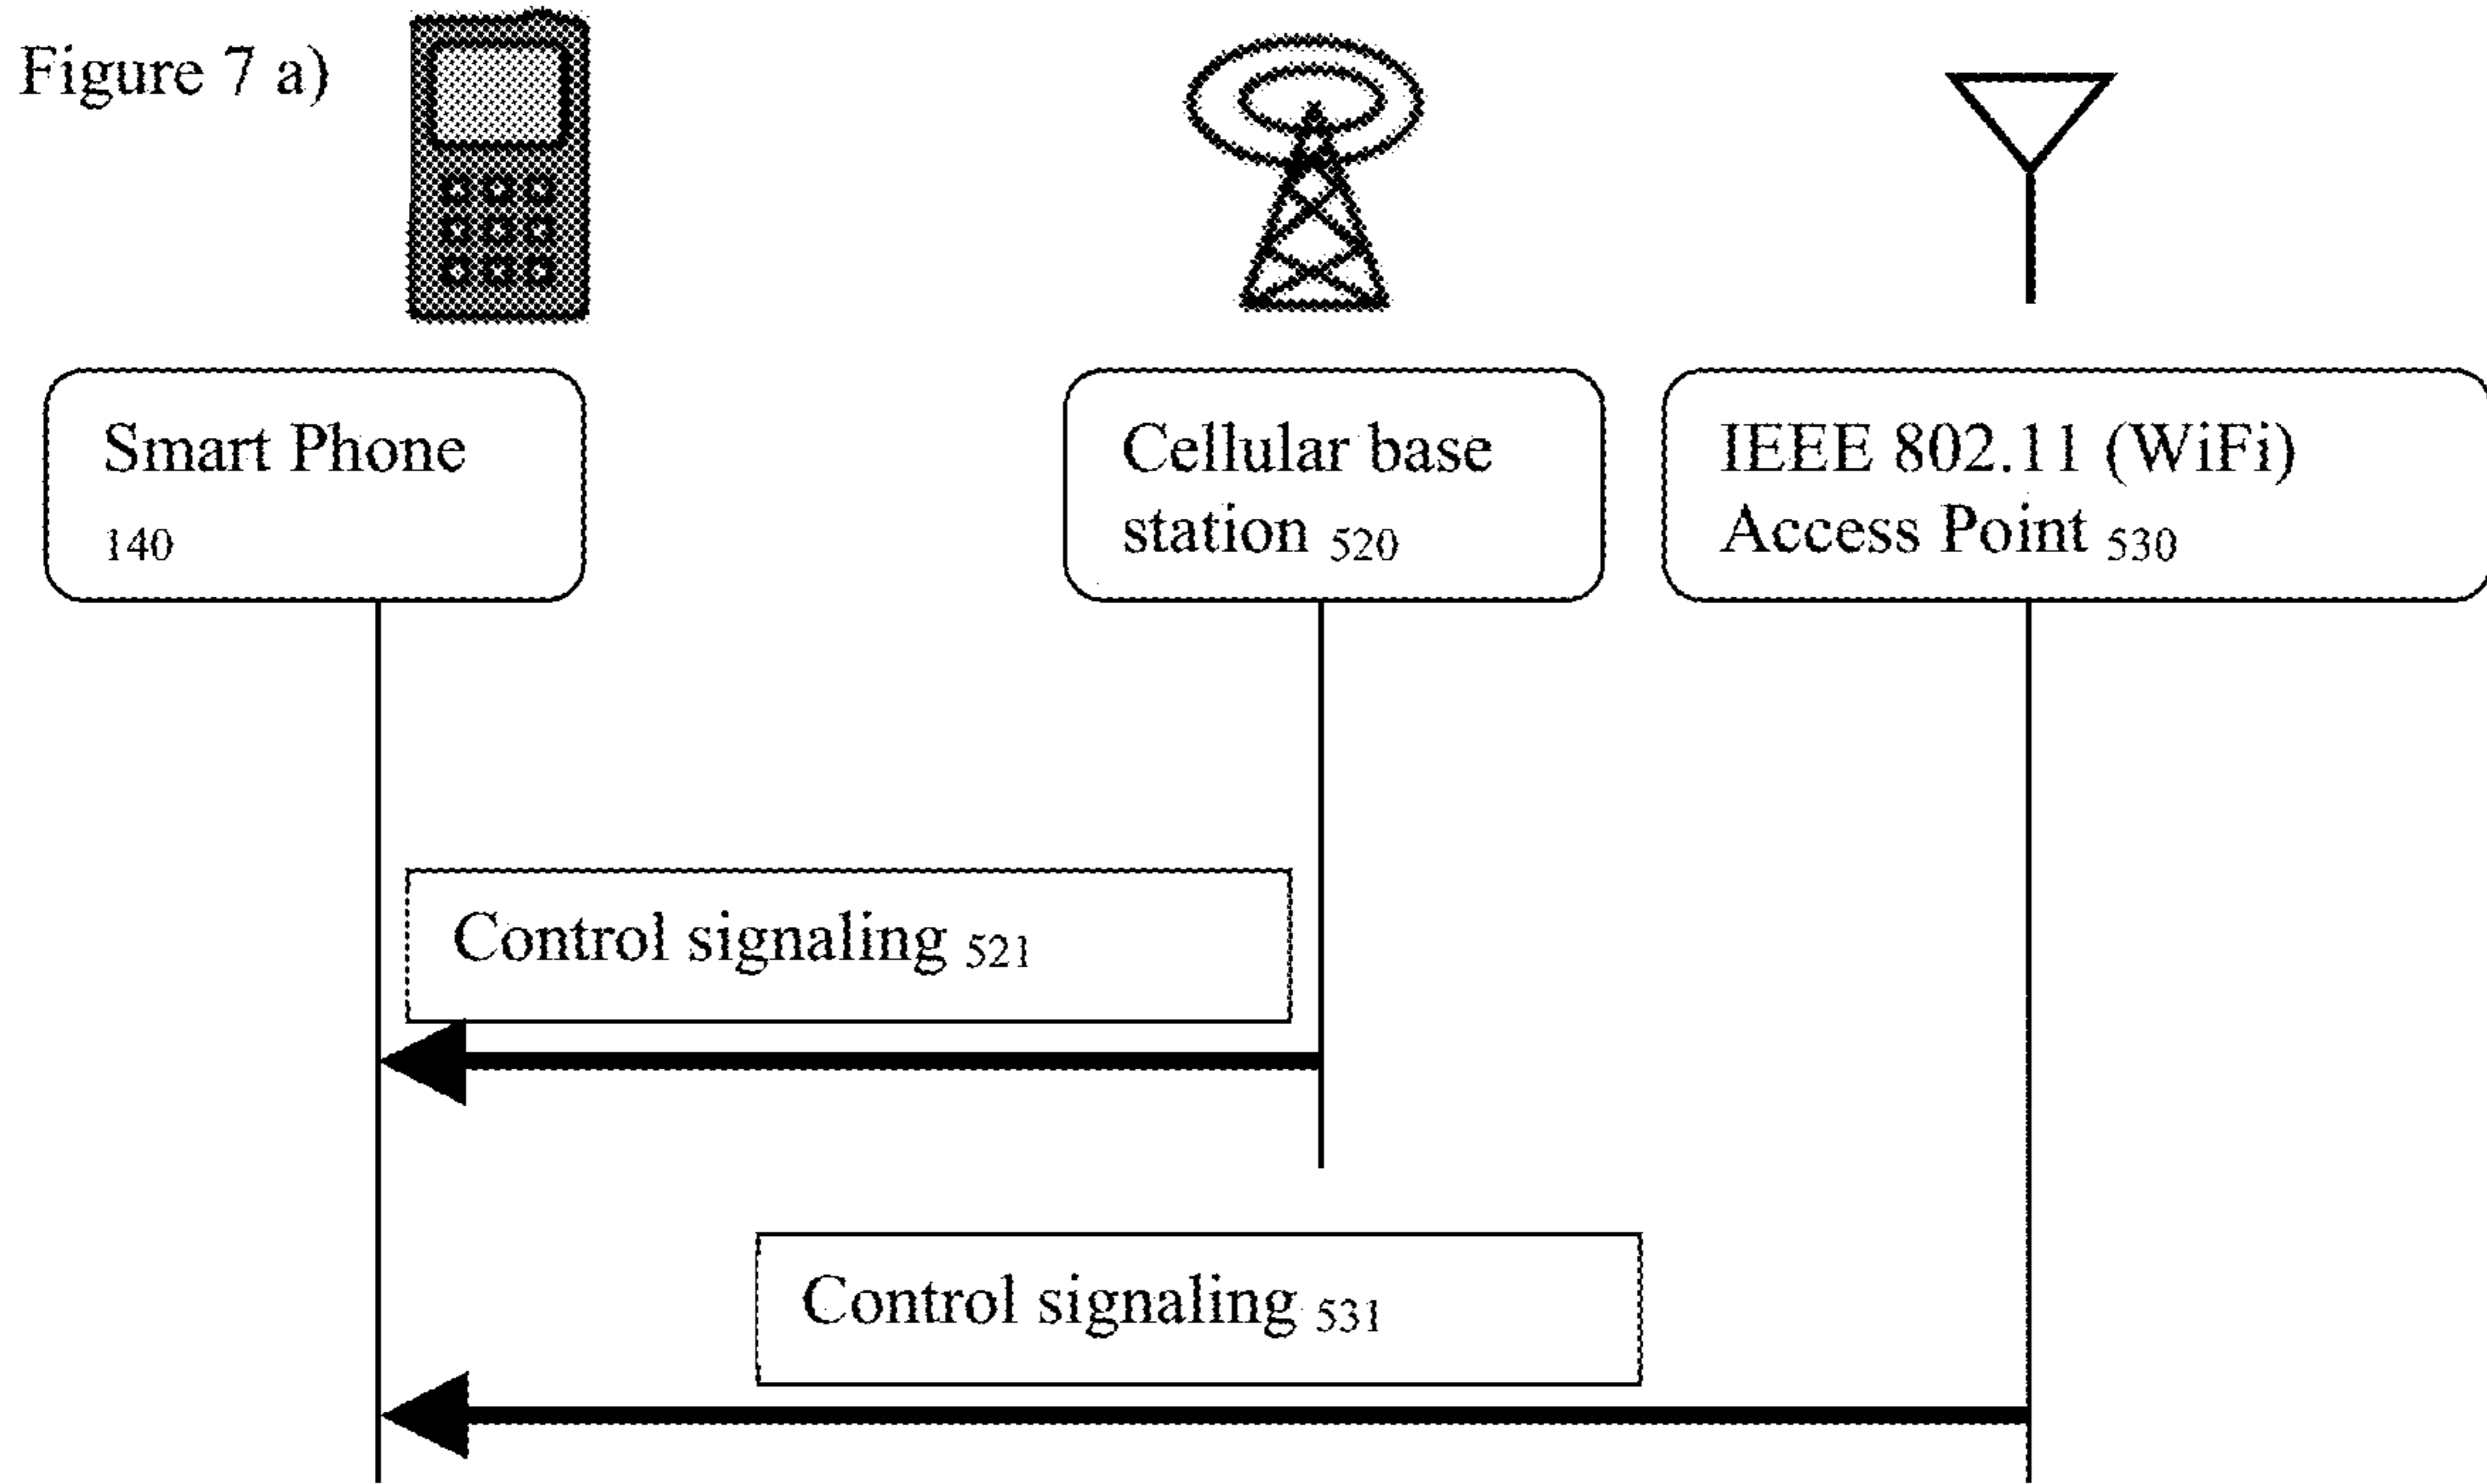 Figure 7 a)
Smart Phone
140
Cellular base
station 520
IEEE 802.11 (WiFi)
Access Point 530
Control signaling 521
Control signaling 531